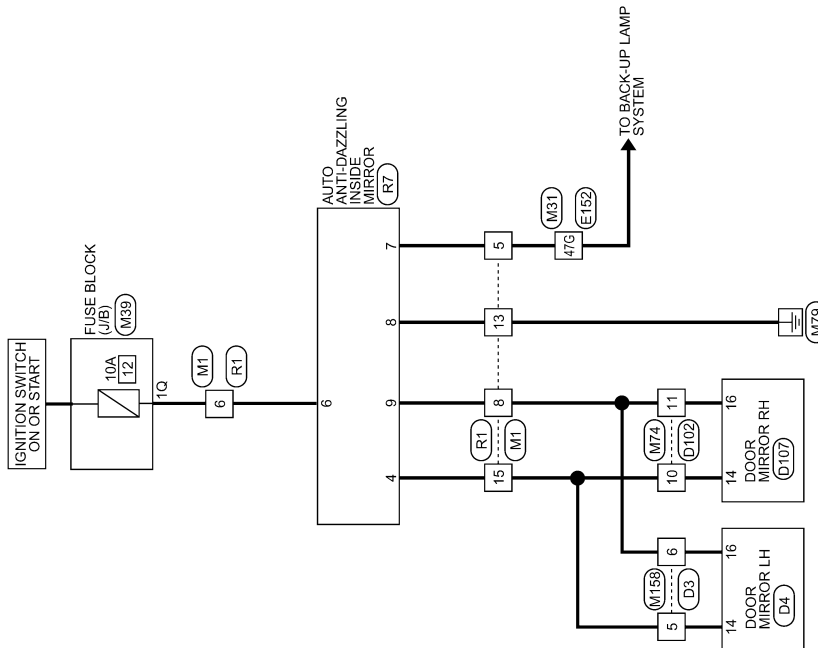 IGNITION SWITCH
ON OR START
FUSE BLOCK
(J/B)
M39
10A
12
1Q
M1
6
R1
AUTO
ANTI-DAZZLING
INSIDE
MIRROR
R7
6
4
9
8
7
R1
M1
15
8
13
5
M31
47G
E152
TO BACK-UP LAMP
SYSTEM
M158
D3
5
6
M74
D102
10
11
M79
14
16
DOOR
MIRROR LH
D4
14
16
DOOR
MIRROR RH
D107